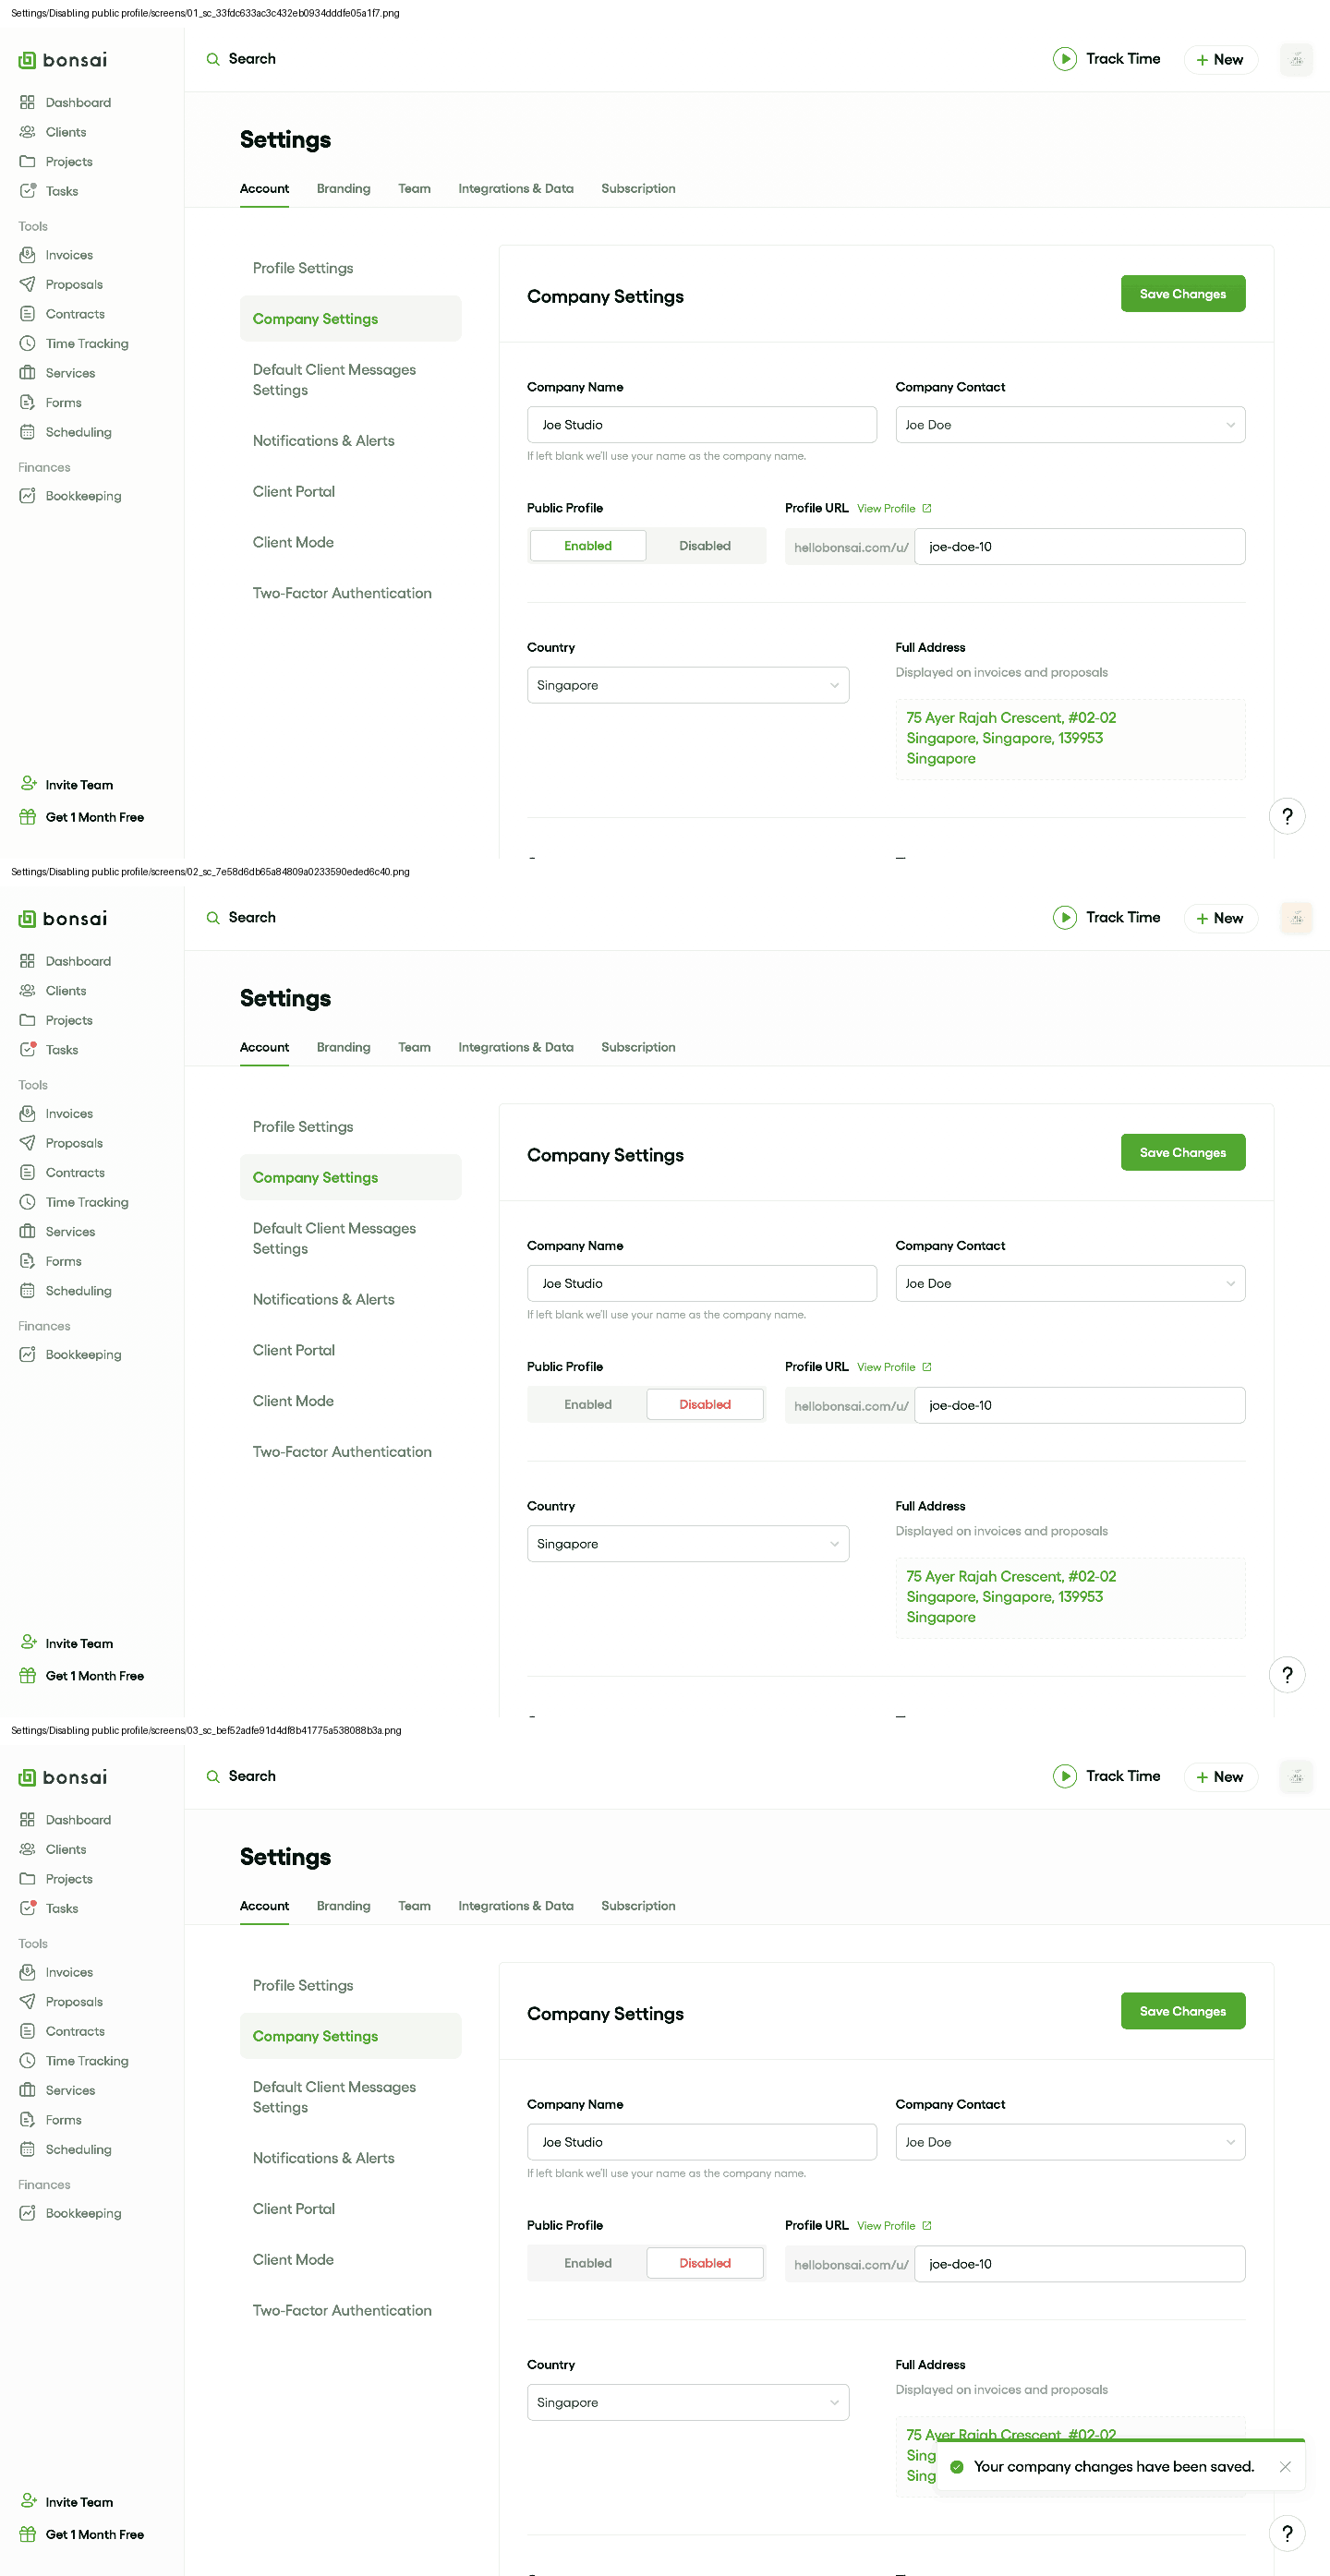 Settings/Disabling public profile/screens/01_sc_33fdc633ac3c432eb0934dddfe05a1f7.png
bonsai
Search
Track Time
+ New
Dashboard
Clients
Projects
Tasks
Tools
Invoices
Proposals
Contracts
Time Tracking
Services
Forms
Scheduling
Finances
Bookkeeping
Invite Team
Get 1 Month Free
Settings
Account Branding Team Integrations & Data Subscription
Profile Settings
Company Settings
Default Client Messages
Settings
Notifications & Alerts
Client Portal
Client Mode
Two-Factor Authentication
Company Settings
Save Changes
Company Name
Company Contact
Joe Studio
Joe Doe
If left blank we'll use your name as the company name.
Public Profile
Profile URL View Profile
Enabled Disabled
hellobonsai.com/u/ joe-doe-10
Country
Full Address
Displayed on invoices and proposals
Singapore
75 Ayer Rajah Crescent, #02-02
Singapore, Singapore, 139953
Singapore
?
Settings/Disabling public profile/screens/02_sc_7e58d6db65a84809a0233590eded6c40.png
bonsai
Search
Track Time
+ New
Dashboard
Clients
Projects
Tasks
Tools
Invoices
Proposals
Contracts
Time Tracking
Services
Forms
Scheduling
Finances
Bookkeeping
Invite Team
Get 1 Month Free
Settings
Account Branding Team Integrations & Data Subscription
Profile Settings
Company Settings
Default Client Messages
Settings
Notifications & Alerts
Client Portal
Client Mode
Two-Factor Authentication
Company Settings
Save Changes
Company Name
Company Contact
Joe Studio
Joe Doe
If left blank we'll use your name as the company name.
Public Profile
Profile URL View Profile
Enabled Disabled
hellobonsai.com/u/ joe-doe-10
Country
Full Address
Displayed on invoices and proposals
Singapore
75 Ayer Rajah Crescent, #02-02
Singapore, Singapore, 139953
Singapore
?
Settings/Disabling public profile/screens/03_sc_bef52adfe91d4df8b41775a538088b3a.png
bonsai
Search
Track Time
+ New
Dashboard
Clients
Projects
Tasks
Tools
Invoices
Proposals
Contracts
Time Tracking
Services
Forms
Scheduling
Finances
Bookkeeping
Invite Team
Get 1 Month Free
Settings
Account Branding Team Integrations & Data Subscription
Profile Settings
Company Settings
Default Client Messages
Settings
Notifications & Alerts
Client Portal
Client Mode
Two-Factor Authentication
Company Settings
Save Changes
Company Name
Company Contact
Joe Studio
Joe Doe
If left blank we'll use your name as the company name.
Public Profile
Profile URL View Profile
Enabled Disabled
hellobonsai.com/u/ joe-doe-10
Country
Full Address
Displayed on invoices and proposals
Singapore
75 Ayer Rajah Crescent, #02-02
Sing
Sing
Your company changes have been saved.
?